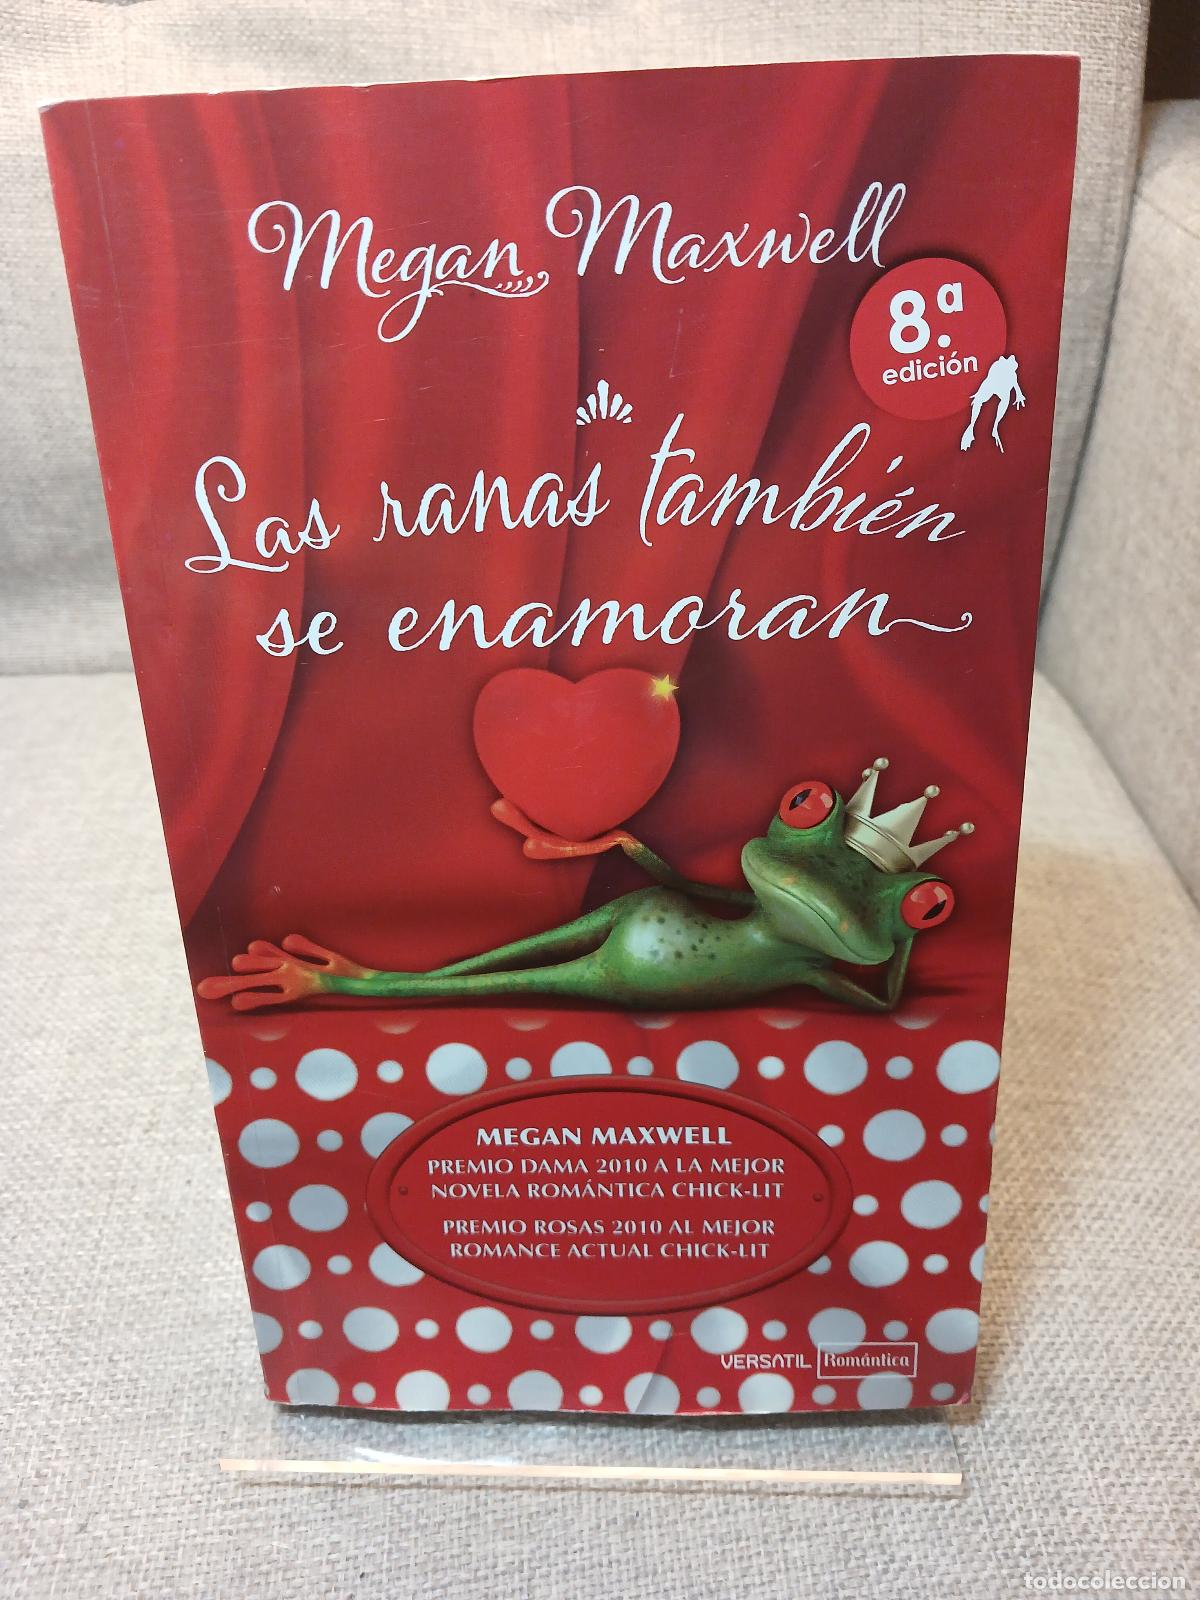 Megan Maxwell
8.ª
edición
Las ranas también
se enamoran
MEGAN MAXWELL
PREMIO DAMA 2010 A LA MEJOR
NOVELA ROMÁNTICA CHICK-LIT
PREMIO ROSAS 2010 AL MEJOR
ROMANCE ACTUAL CHICK-LIT
VERSATIL Romántica
todocoleccion